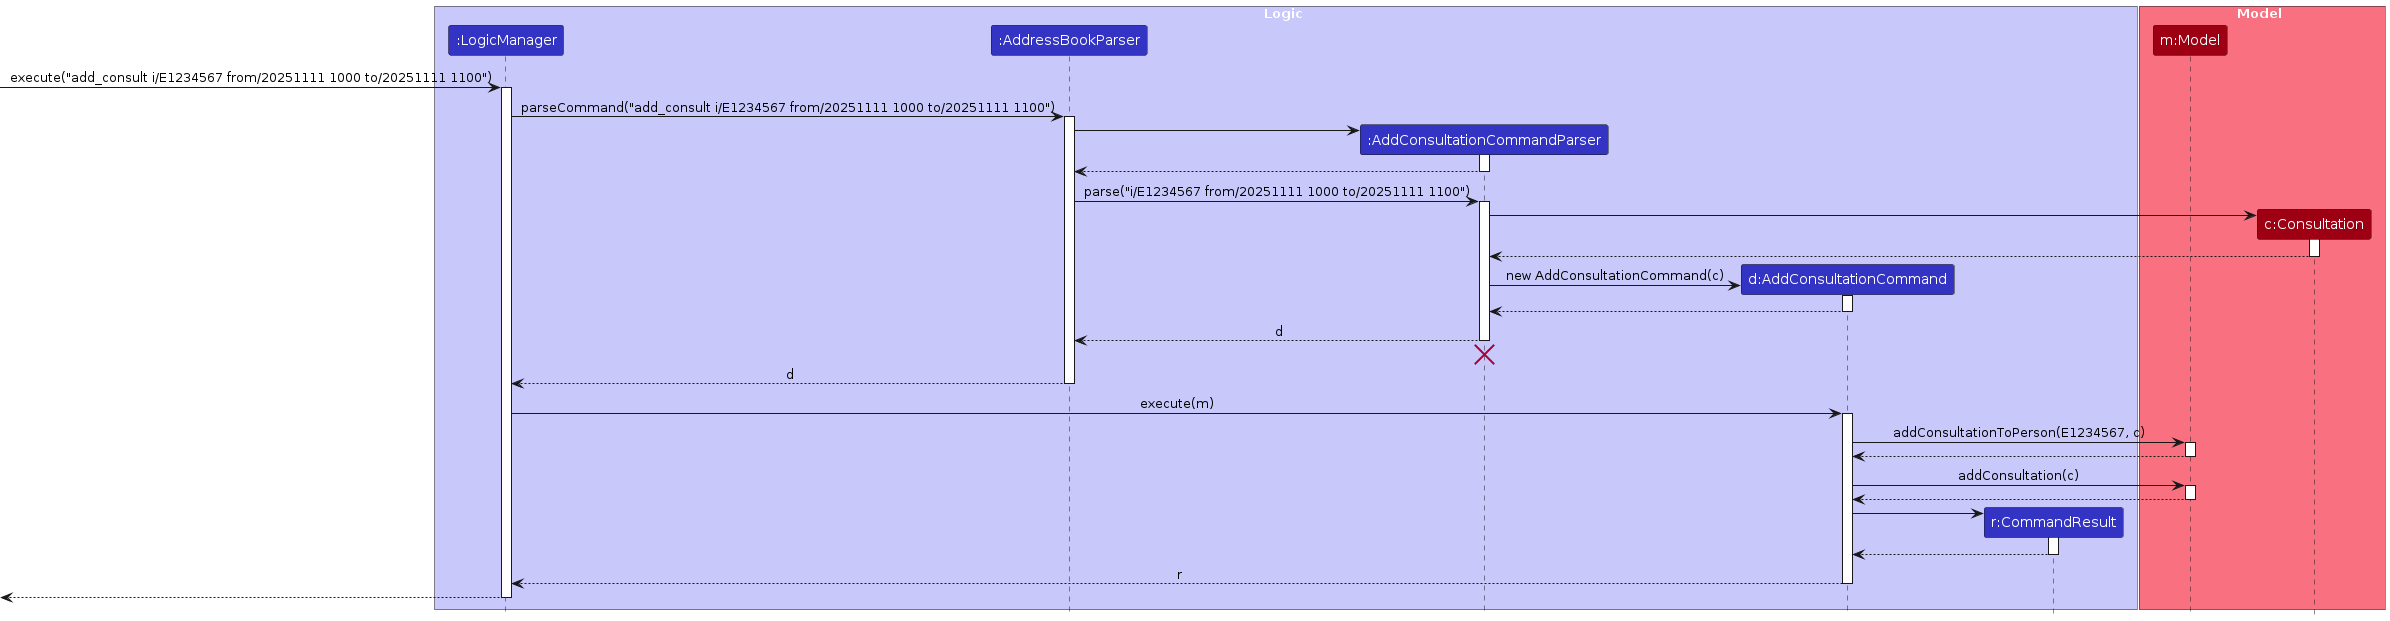 Logic
Model
:LogicManager
:AddressBookParser
m:Model
execute("add_consult i/E1234567 from/20251111 1000 to/20251111 1100")
parseCommand("add_consult i/E1234567 from/20251111 1000 to/20251111 1100")
:AddConsultationCommandParser
parse("i/E1234567 from/20251111 1000 to/20251111 1100")
c:Consultation
new AddConsultationCommand(c)
d:AddConsultationCommand
d
d
execute(m)
addConsultationToPerson(E1234567, c)
addConsultation(c)
r:CommandResult
r